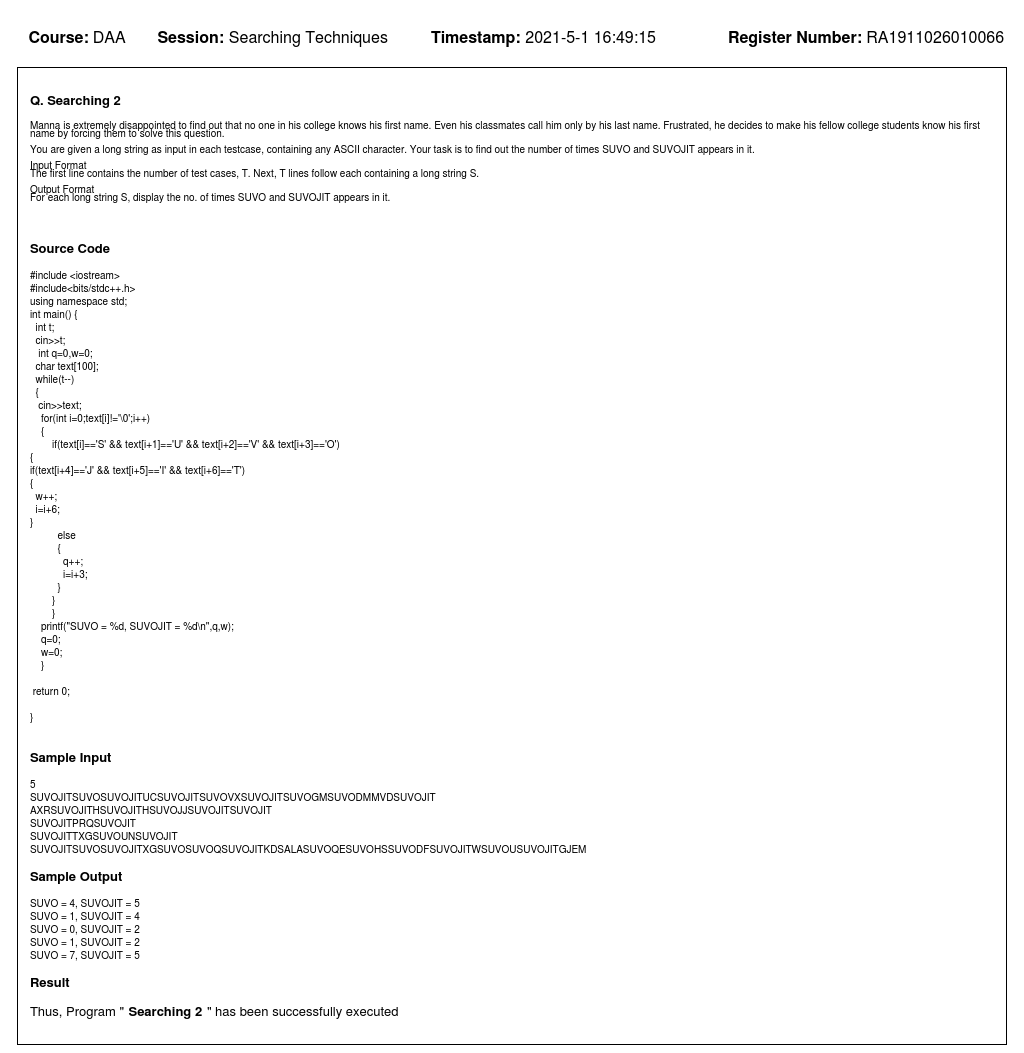 Course: DAA Session: Searching Techniques Timestamp: 2021-5-1 16:49:15 Register Number: RA1911026010066
Q. Searching 2
Manna is extremely disappointed to find out that no one in his college knows his first name. Even his classmates call him only by his last name. Frustrated, he decides to make his fellow college students know his first
name by forcing them to solve this question.
You are given a long string as input in each testcase, containing any ASCII character. Your task is to find out the number of times SUVO and SUVOJIT appears in it.
Input Format
The first line contains the number of test cases, T. Next, T lines follow each containing a long string S.
Output Format
For each long string S, display the no. of times SUVO and SUVOJIT appears in it.
Source Code
#include <iostream>
#include<bits/stdc++.h>
using namespace std;
int main() {
  int t;
  cin>>t;
   int q=0,w=0;
  char text[100];
  while(t--)
  {
   cin>>text;
    for(int i=0;text[i]!='\0';i++)
    {
        if(text[i]=='S' && text[i+1]=='U' && text[i+2]=='V' && text[i+3]=='O')
{
if(text[i+4]=='J' && text[i+5]=='I' && text[i+6]=='T')
{
  w++;
  i=i+6;
}
          else
          {
            q++;
            i=i+3;
          }
        }
        }
    printf("SUVO = %d, SUVOJIT = %d\n",q,w);
    q=0;
    w=0;
    }
 return 0;
}
Sample Input
5
SUVOJITSUVOSUVOJITUCSUVOJITSUVOVXSUVOJITSUVOGMSUVODMMVDSUVOJIT
AXRSUVOJITHSUVOJITHSUVOJJSUVOJITSUVOJIT
SUVOJITPRQSUVOJIT
SUVOJITTXGSUVOUNSUVOJIT
SUVOJITSUVOSUVOJITXGSUVOSUVOQSUVOJITKDSALASUVOQESUVOHSSUVODFSUVOJITWSUVOUSUVOJITGJEM
Sample Output
SUVO = 4, SUVOJIT = 5
SUVO = 1, SUVOJIT = 4
SUVO = 0, SUVOJIT = 2
SUVO = 1, SUVOJIT = 2
SUVO = 7, SUVOJIT = 5
Result
Thus, Program " Searching 2 " has been successfully executed